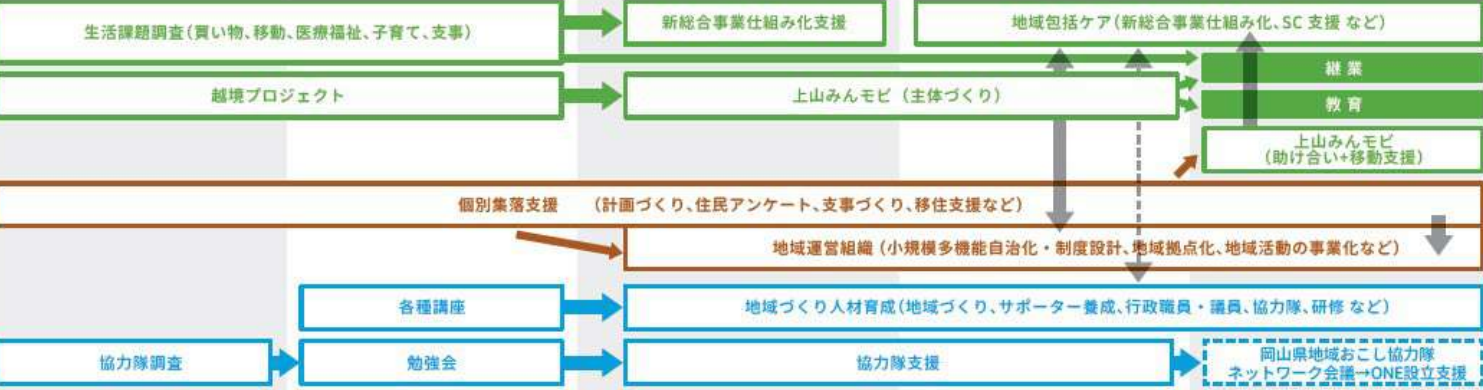 生活課題調査(買い物、移動、医療福祉、子育て、支事)
新総合事業仕組み化支援
地域包括ケア(新総合事業仕組み化、SC 支援 など)
継業
越境プロジェクト
上山みんモビ(主体づくり)
教育
上山みんモビ
(助け合い+移動支援)
個別集落支援 (計画づくり、住民アンケート、支事づくり、移住支援など)
地域運営組織(小規模多機能自治化・制度設計、地域拠点化、地域活動の事業化など)
各種講座
地域づくり人材育成(地域づくり、サポーター養成、行政職員・議員、協力隊、研修 など)
協力隊調査
勉強会
協力隊支援
岡山県地域おこし協力隊
ネットワーク会議→ONE設立支援